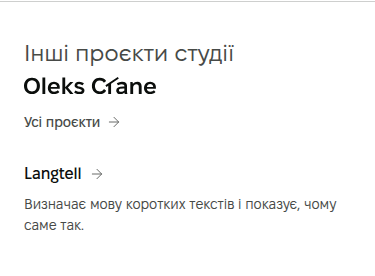 Інші проєкти студії
Oleks Crane
Усі проєкти →
Langtell →
Визначає мову коротких текстів і показує, чому
саме так.